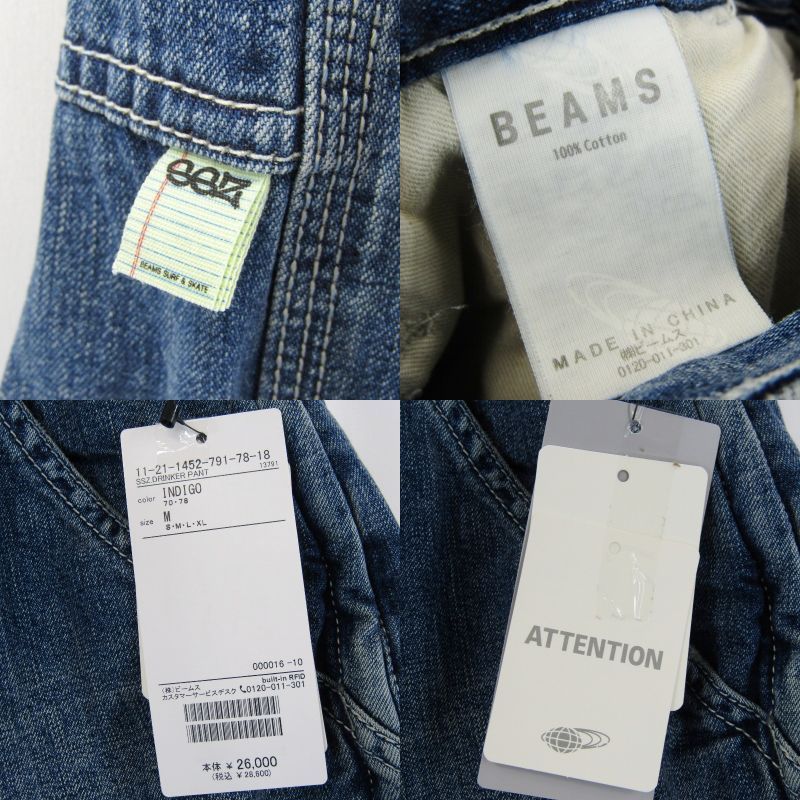 SSZ
BEAMS SURF & SKATE
BEAMS
100% Cotton
MADE IN CHINA
㈱ビームス
0120-011-301
11-21-1452-791-78-18
SSZ.DRINKER PANT 13791
color INDIGO
70・78
size M
S・M・L・XL
000016 -10
built-in RFID
(株)ビームス
カスタマーサービスデスク 0120-011-301
本体 ¥ 26,000
(税込 ¥ 28,600)
ATTENTION